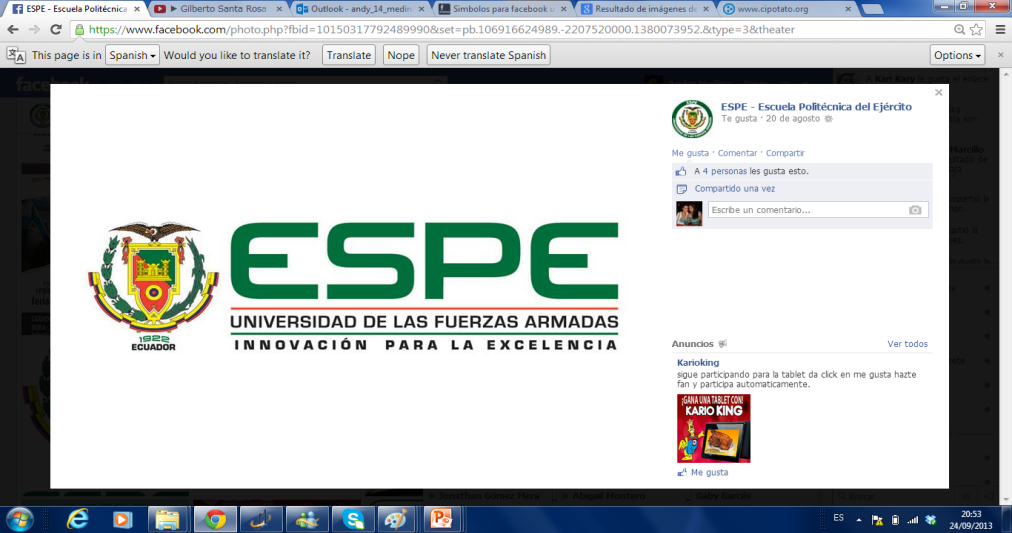 ESPE - Escuela Politécnica
Gilberto Santa Rosa
Outlook - andy_14_medin
Simbolos para facebook u
Resultado de imágenes de
www.cipotato.org
https://www.facebook.com/photo.php?fbid=10150317792489990&set=pb.106916624989.-2207520000.1380073952.&type=3&theater
This page is in Spanish Would you like to translate it? Translate Nope Never translate Spanish Options
ESPE - Escuela Politécnica del Ejército
Te gusta · 20 de agosto
Me gusta · Comentar · Compartir
A 4 personas les gusta esto.
Compartido una vez
Escribe un comentario...
ESPE
UNIVERSIDAD DE LAS FUERZAS ARMADAS
INNOVACIÓN PARA LA EXCELENCIA
1922
ECUADOR
Anuncios Ver todos
Karioking
sigue participando para la tablet da click en me gusta hazte
fan y participa automaticamente.
¡GANA UNA TABLET CON!
KARIO KING
Me gusta
Jonathan Gómez Mera
Abigail Montero
Gaby Garcés
ES
20:53
24/09/2013